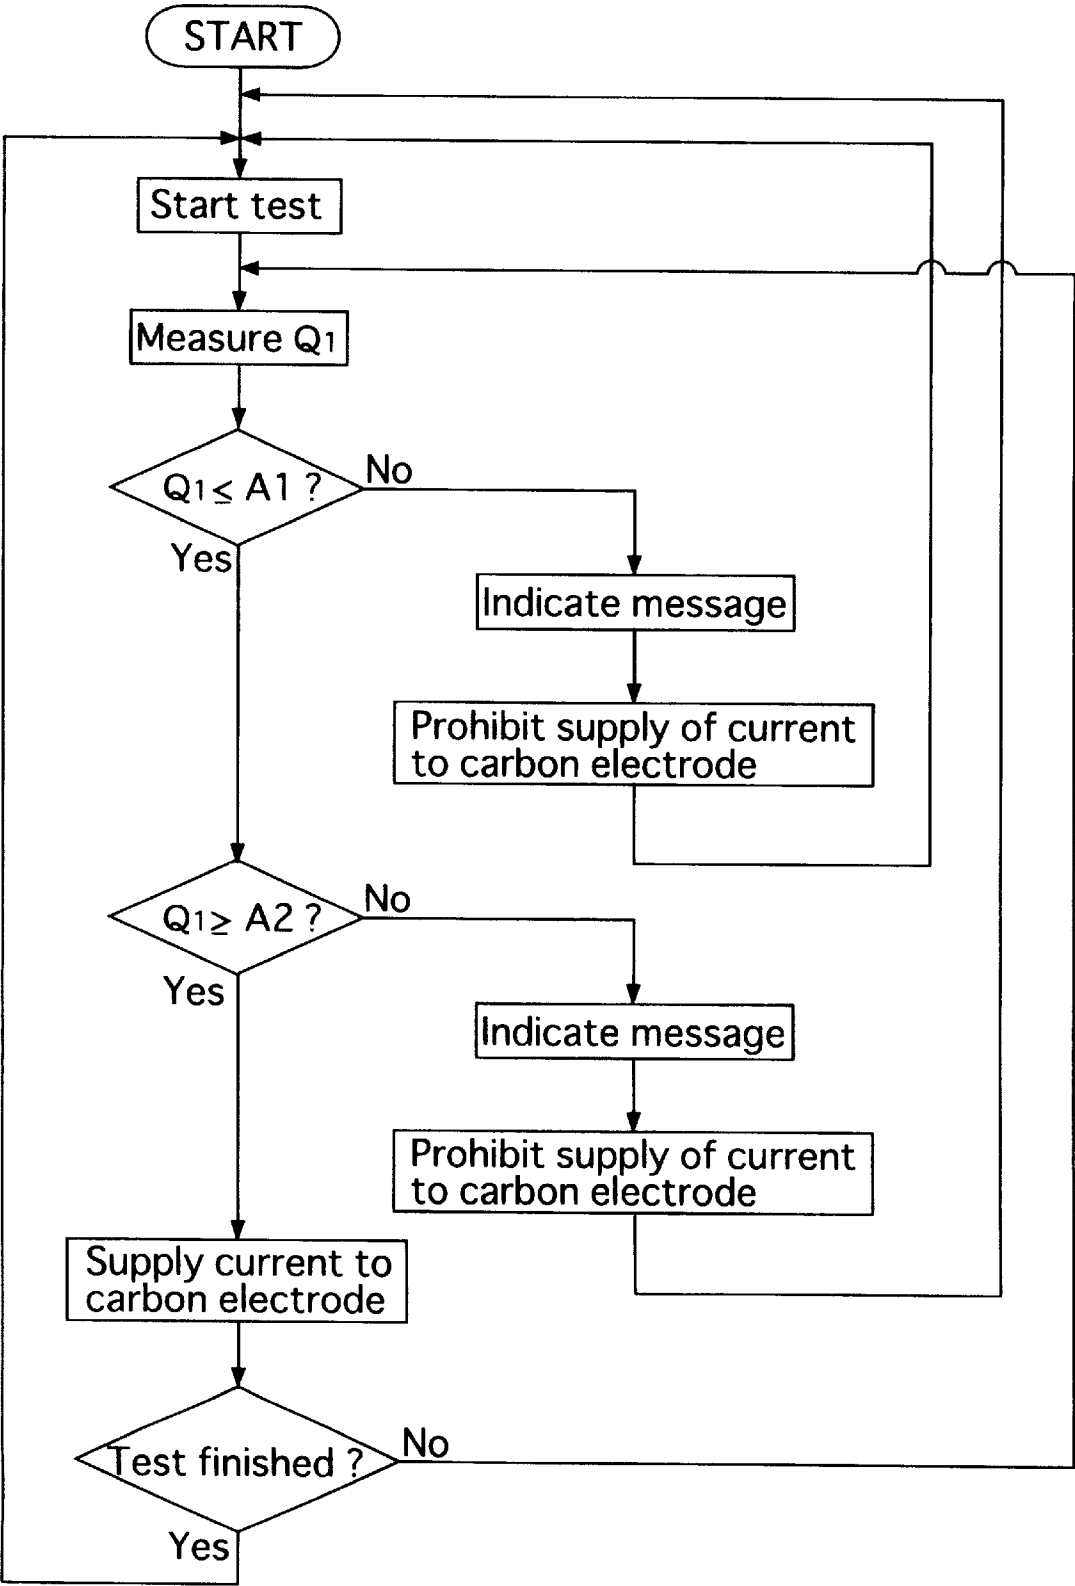 START
Start test
Measure Q1
Q1≤ A1 ?
No
Yes
Indicate message
Prohibit supply of current
to carbon electrode
Q1≥ A2 ?
No
Yes
Indicate message
Prohibit supply of current
to carbon electrode
Supply current to
carbon electrode
Test finished ?
No
Yes